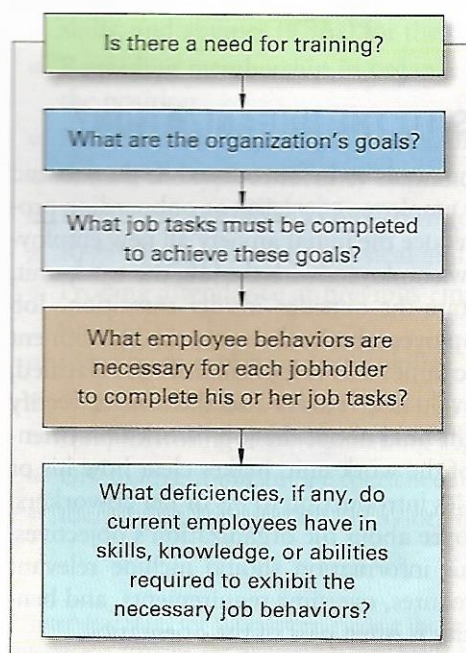 Is there a need for training?
What are the organization's goals?
What job tasks must be completed
to achieve these goals?
What employee behaviors are
necessary for each jobholder
to complete his or her job tasks?
What deficiencies, if any, do
current employees have in
skills, knowledge, or abilities
required to exhibit the
necessary job behaviors?